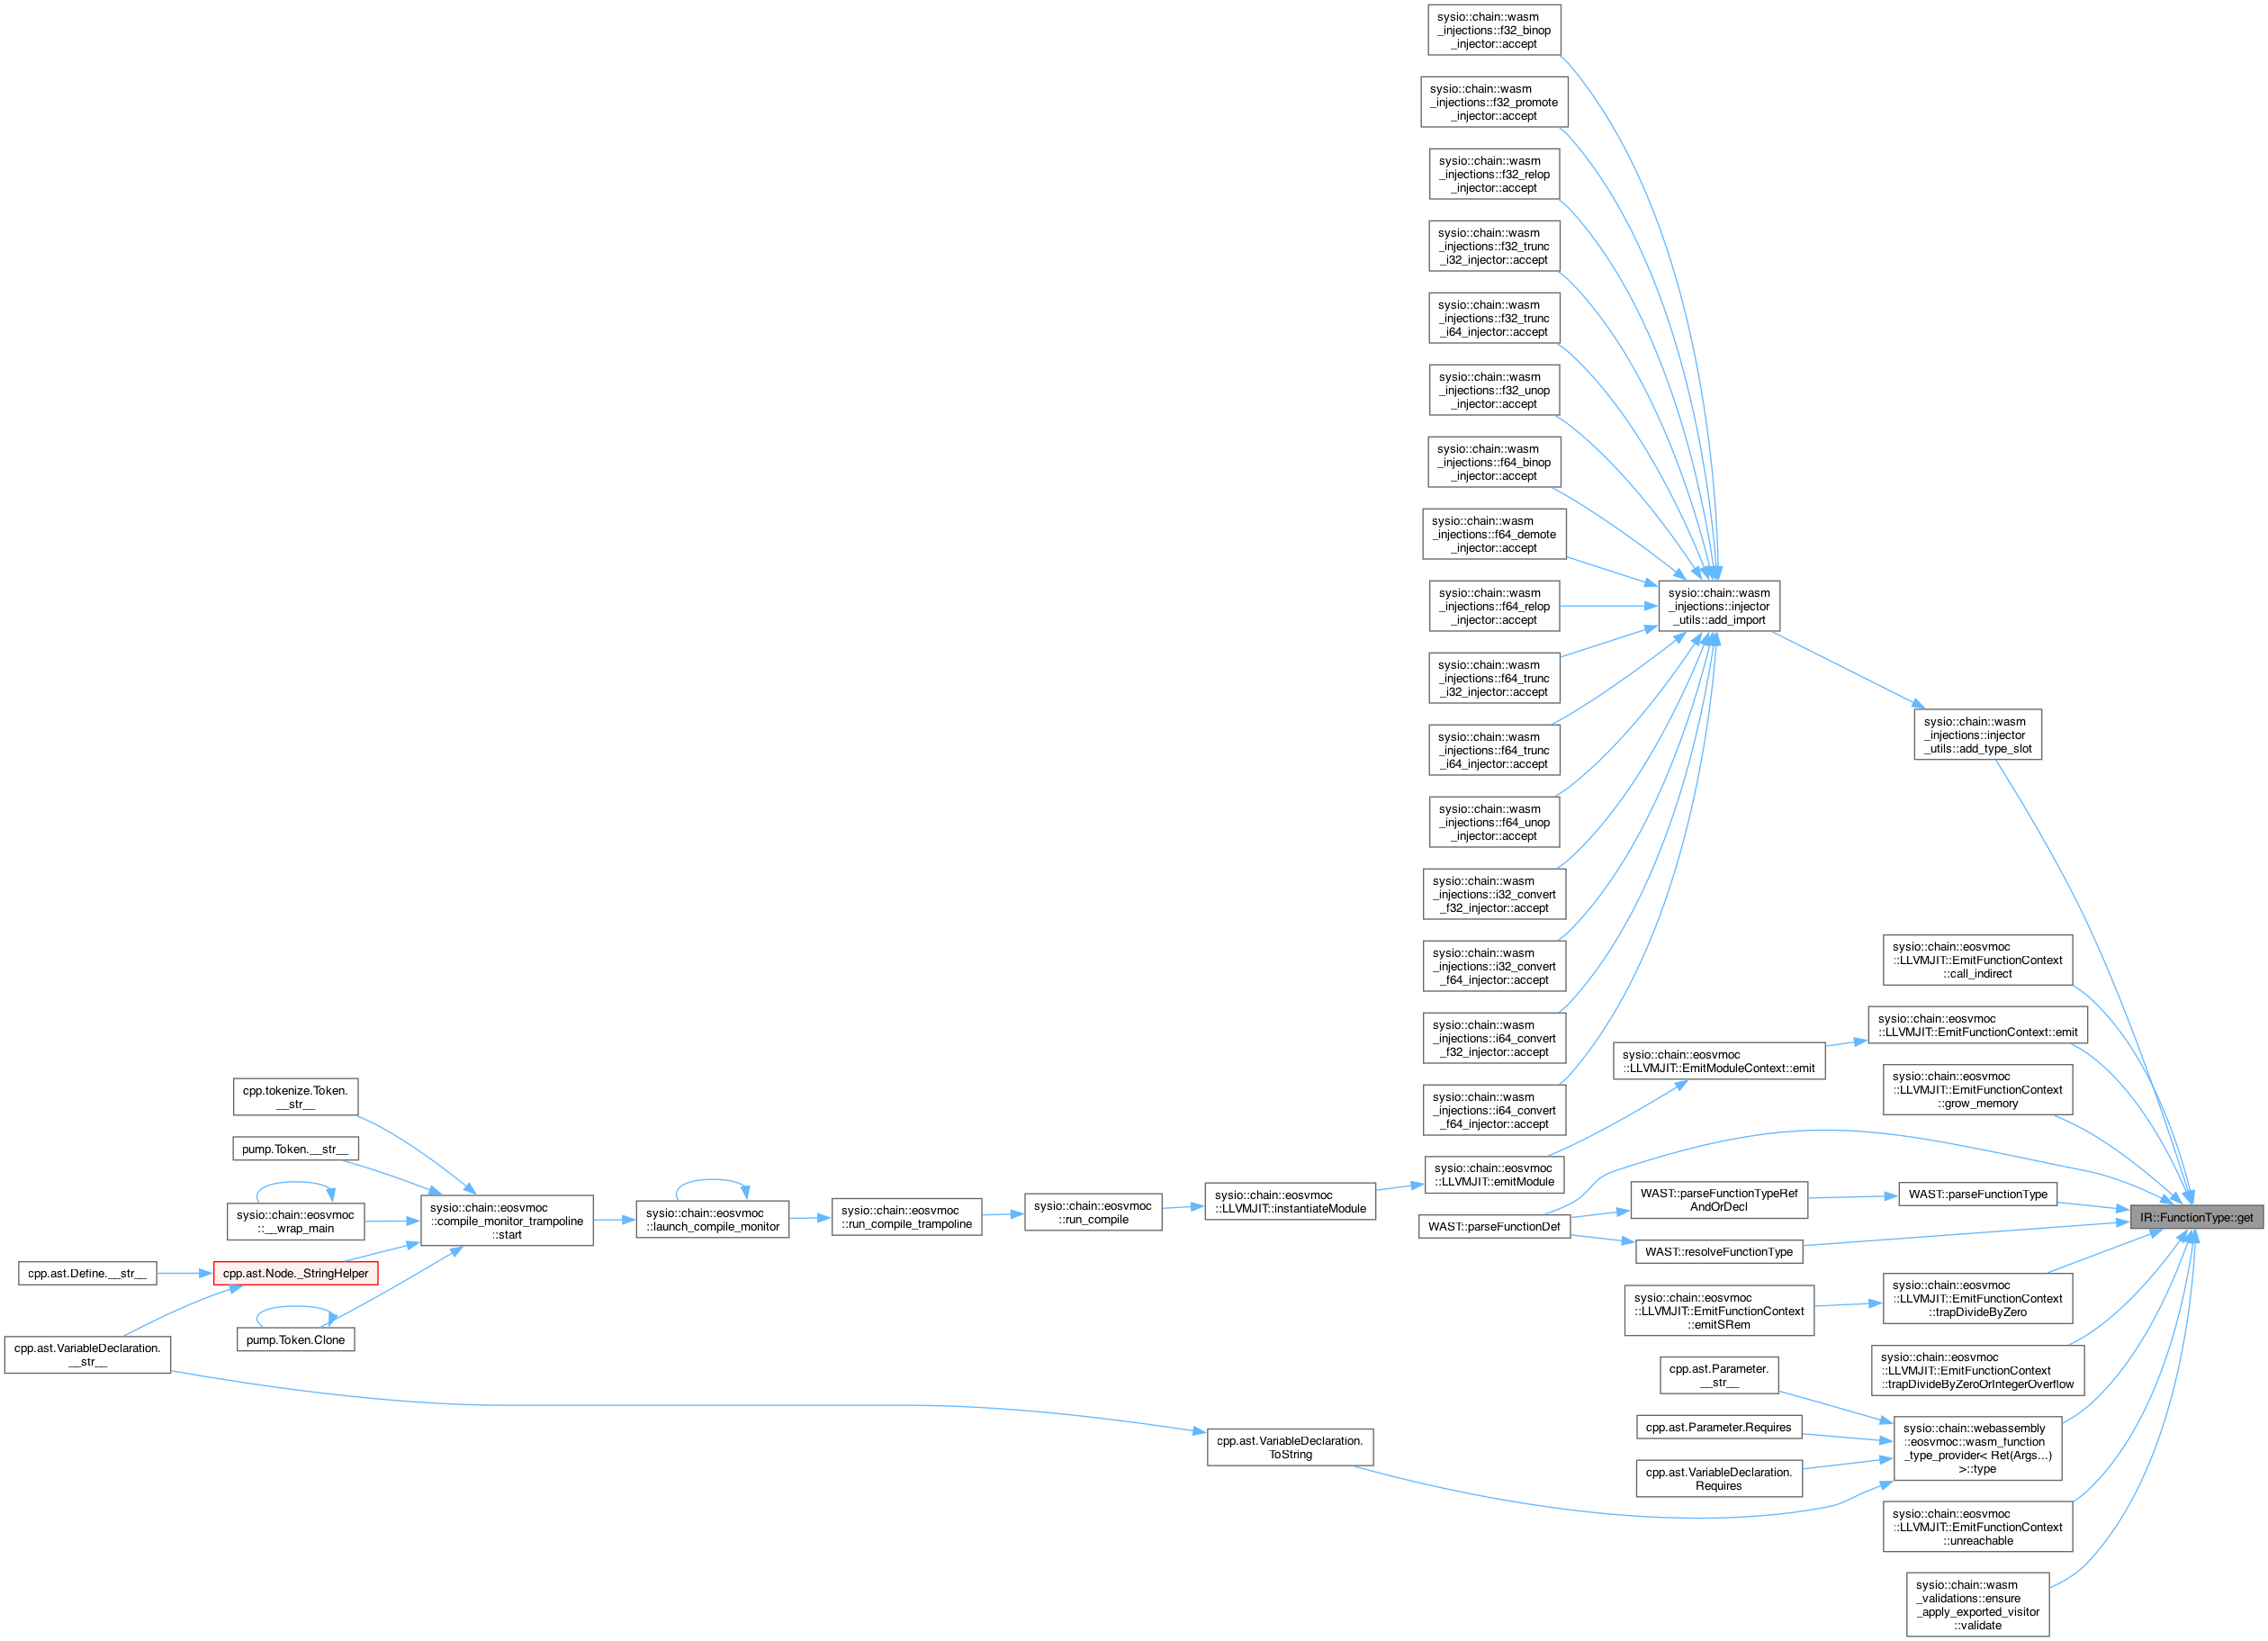 sysio::chain::wasm
_injections::f32_binop
_injector::accept
sysio::chain::wasm
_injections::f32_promote
_injector::accept
sysio::chain::wasm
_injections::f32_relop
_injector::accept
sysio::chain::wasm
_injections::f32_trunc
_i32_injector::accept
sysio::chain::wasm
_injections::f32_trunc
_i64_injector::accept
sysio::chain::wasm
_injections::f32_unop
_injector::accept
sysio::chain::wasm
_injections::f64_binop
_injector::accept
sysio::chain::wasm
_injections::f64_demote
_injector::accept
sysio::chain::wasm
_injections::f64_relop
_injector::accept
sysio::chain::wasm
_injections::injector
_utils::add_import
sysio::chain::wasm
_injections::f64_trunc
_i32_injector::accept
sysio::chain::wasm
_injections::f64_trunc
_i64_injector::accept
sysio::chain::wasm
_injections::injector
_utils::add_type_slot
sysio::chain::wasm
_injections::f64_unop
_injector::accept
sysio::chain::wasm
_injections::i32_convert
_f32_injector::accept
sysio::chain::wasm
_injections::i32_convert
_f64_injector::accept
sysio::chain::eosvmoc
::LLVMJIT::EmitFunctionContext
::call_indirect
sysio::chain::wasm
_injections::i64_convert
_f32_injector::accept
sysio::chain::eosvmoc
::LLVMJIT::EmitFunctionContext::emit
sysio::chain::eosvmoc
::LLVMJIT::EmitModuleContext::emit
sysio::chain::wasm
_injections::i64_convert
_f64_injector::accept
sysio::chain::eosvmoc
::LLVMJIT::EmitFunctionContext
::grow_memory
cpp.tokenize.Token.
__str__
pump.Token.__str__
sysio::chain::eosvmoc
::__wrap_main
sysio::chain::eosvmoc
::compile_monitor_trampoline
::start
sysio::chain::eosvmoc
::launch_compile_monitor
sysio::chain::eosvmoc
::run_compile_trampoline
sysio::chain::eosvmoc
::run_compile
sysio::chain::eosvmoc
::LLVMJIT::instantiateModule
sysio::chain::eosvmoc
::LLVMJIT::emitModule
WAST::parseFunctionDef
WAST::parseFunctionTypeRef
AndOrDecl
WAST::parseFunctionType
WAST::resolveFunctionType
IR::FunctionType::get
cpp.ast.Define.__str__
cpp.ast.Node._StringHelper
pump.Token.Clone
cpp.ast.VariableDeclaration.
__str__
sysio::chain::eosvmoc
::LLVMJIT::EmitFunctionContext
::emitSRem
sysio::chain::eosvmoc
::LLVMJIT::EmitFunctionContext
::trapDivideByZero
sysio::chain::eosvmoc
::LLVMJIT::EmitFunctionContext
::trapDivideByZeroOrIntegerOverflow
cpp.ast.Parameter.
__str__
cpp.ast.Parameter.Requires
cpp.ast.VariableDeclaration.
Requires
cpp.ast.VariableDeclaration.
ToString
sysio::chain::webassembly
::eosvmoc::wasm_function
_type_provider< Ret(Args...)
>::type
sysio::chain::eosvmoc
::LLVMJIT::EmitFunctionContext
::unreachable
sysio::chain::wasm
_validations::ensure
_apply_exported_visitor
::validate